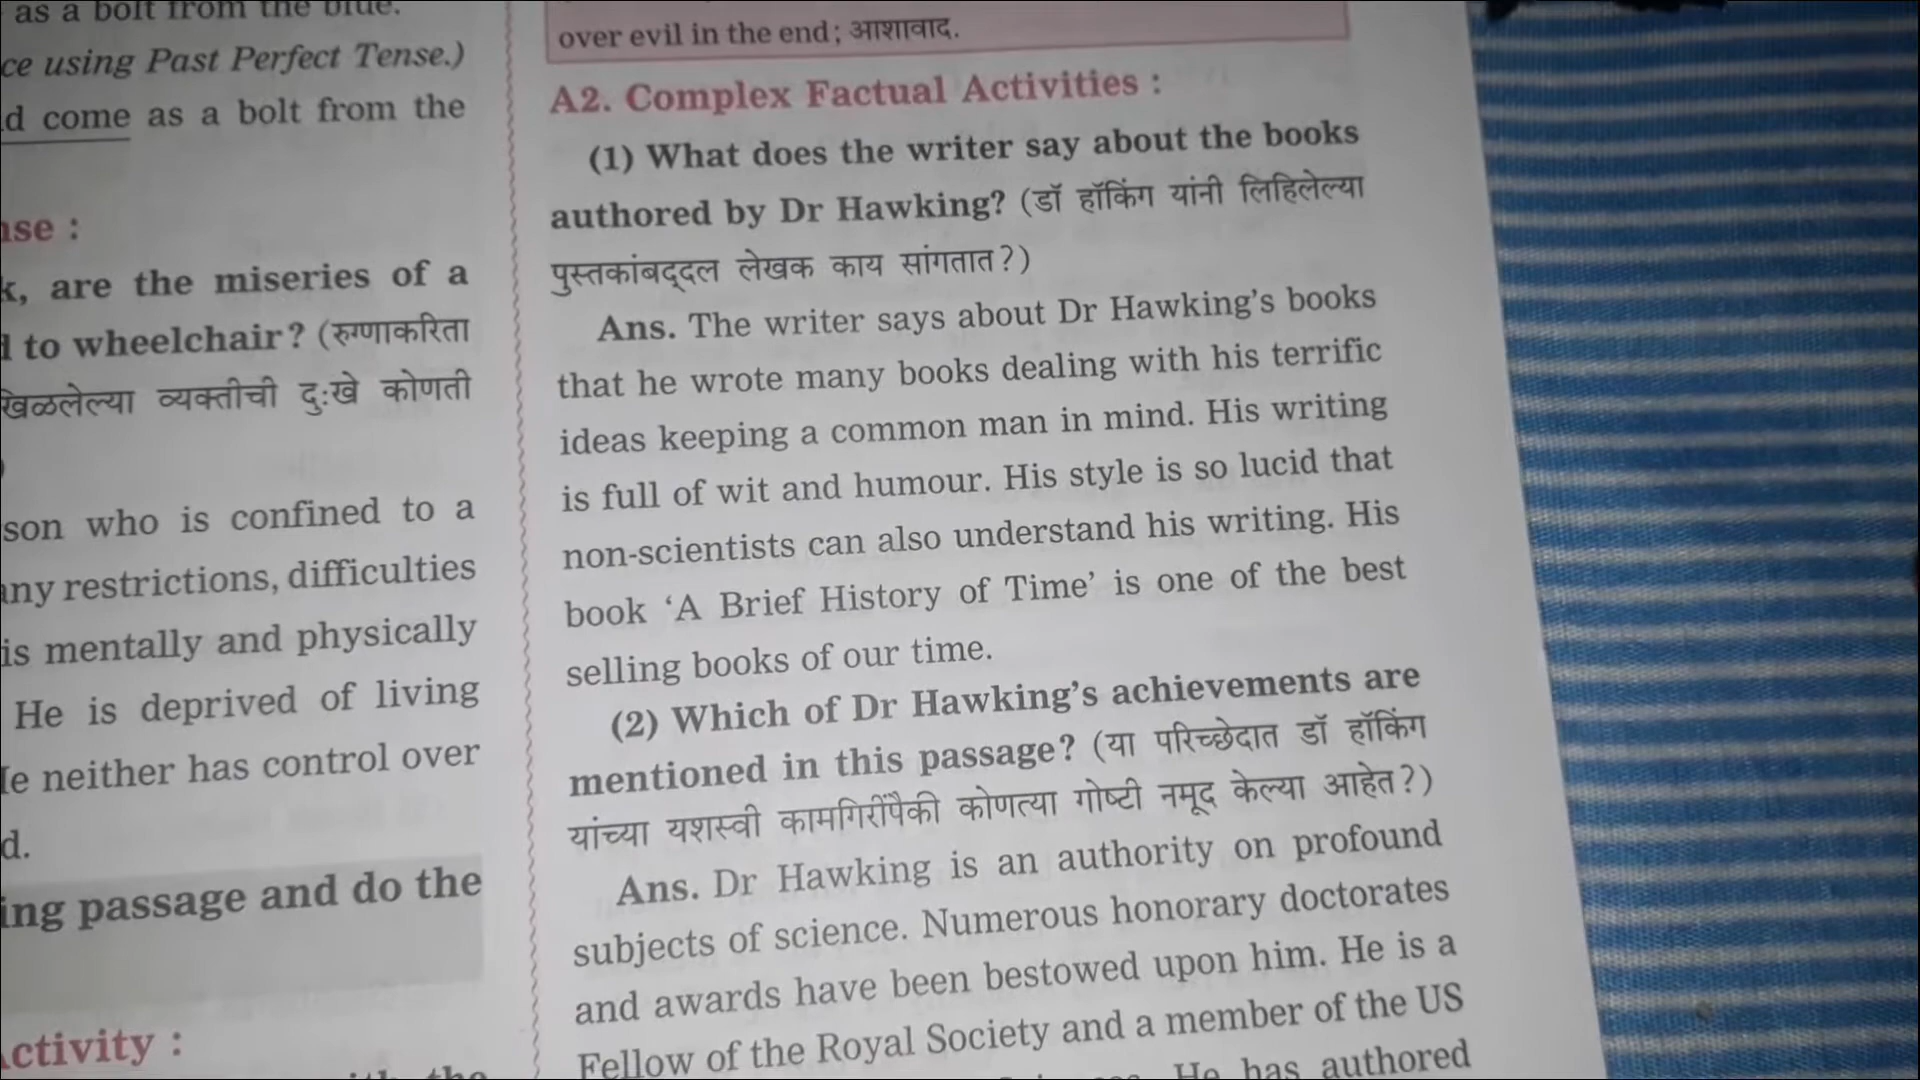 as a bolt from the blue.
ce using Past Perfect Tense.)
d come as a bolt from the
se :
k, are the miseries of a
to wheelchair? (रुग्णाकरिता
खिळलेल्या व्यक्तीची दुःखे कोणती
)
son who is confined to a
any restrictions, difficulties
is mentally and physically
He is deprived of living
He neither has control over
d.
ing passage and do the
Activity :
over evil in the end; आशावाद.
A2. Complex Factual Activities :
(1) What does the writer say about the books
authored by Dr Hawking? (डॉ हॉकिंग यांनी लिहिलेल्या
पुस्तकांबद्दल लेखक काय सांगतात?)
Ans. The writer says about Dr Hawking’s books
that he wrote many books dealing with his terrific
ideas keeping a common man in mind. His writing
is full of wit and humour. His style is so lucid that
non-scientists can also understand his writing. His
book ‘A Brief History of Time’ is one of the best
selling books of our time.
(2) Which of Dr Hawking’s achievements are
mentioned in this passage? (या परिच्छेदात डॉ हॉकिंग
यांच्या यशस्वी कामगिरींपैकी कोणत्या गोष्टी नमूद केल्या आहेत?)
Ans. Dr Hawking is an authority on profound
subjects of science. Numerous honorary doctorates
and awards have been bestowed upon him. He is a
Fellow of the Royal Society and a member of the US
He has authored